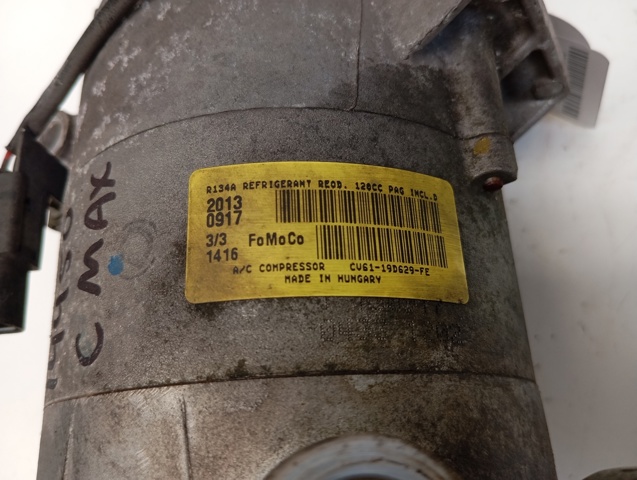 R134A REFRIGERANT REQD. 120CC PAG INCL.D
2013
0917
3/3 FoMoCo
1416
A/C COMPRESSOR CV61-19D629-FE
MADE IN HUNGARY
C MAX